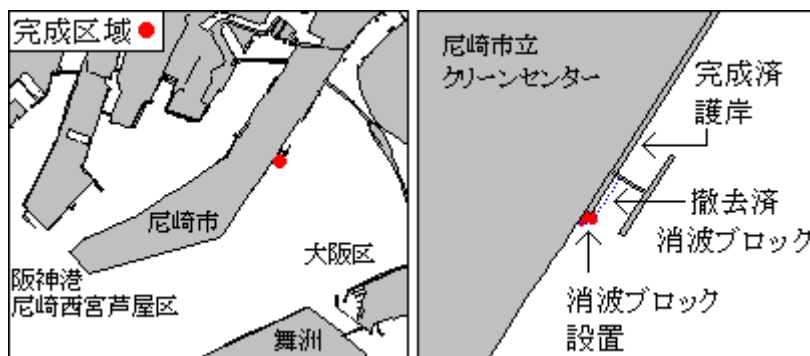 完成区域
尼崎市
大阪区
阪神港
尼崎西宮芦屋区
舞洲
尼崎市立
クリーンセンター
完成済
護岸
撤去済
消波ブロック
消波ブロック
設置